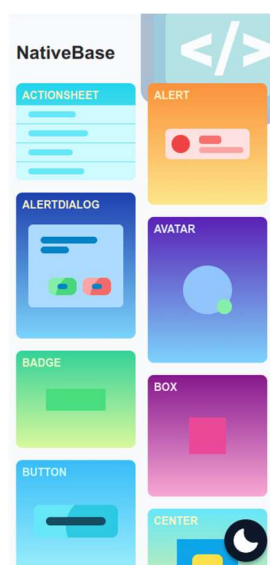 NativeBase
</>
ACTIONSHEET
ALERT
ALERTDIALOG
AVATAR
BADGE
BOX
BUTTON
CENTER